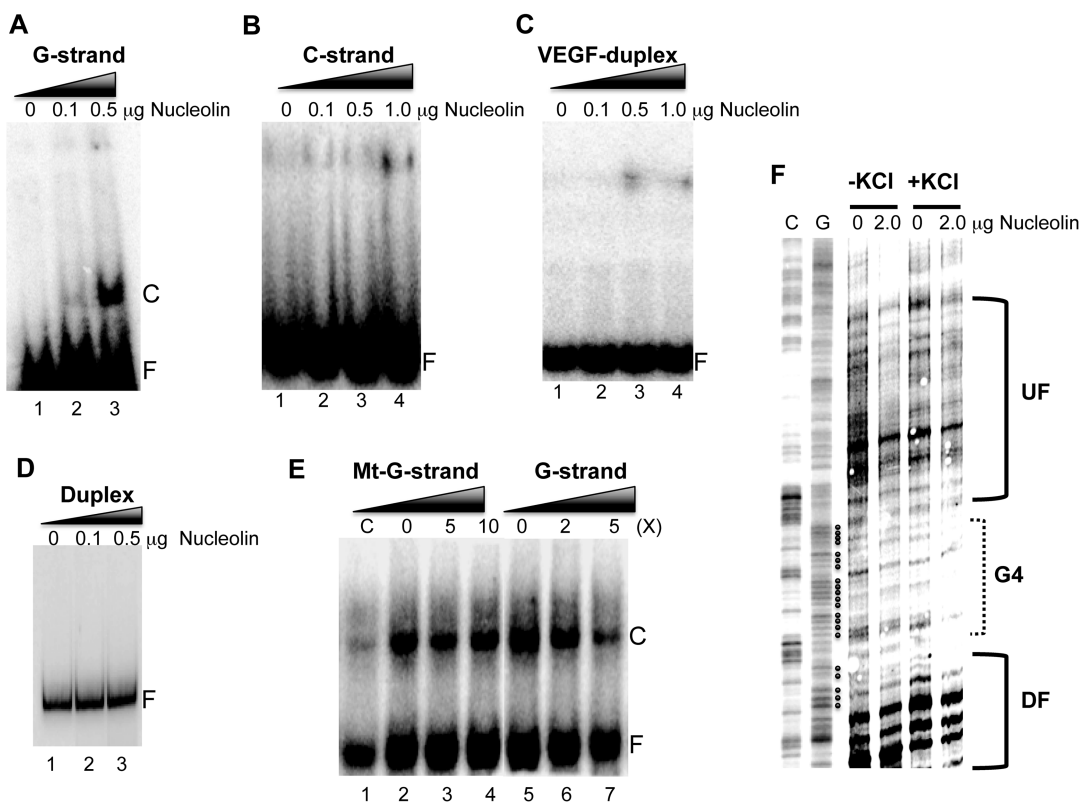 A
G-strand
0 0.1 0.5 μg Nucleolin
C
F
1 2 3
B
C-strand
0 0.1 0.5 1.0 μg Nucleolin
F
1 2 3 4
C
VEGF-duplex
0 0.1 0.5 1.0 μg Nucleolin
F
1 2 3 4
D
Duplex
0 0.1 0.5 μg Nucleolin
F
1 2 3
E
Mt-G-strand G-strand
C 0 5 10 0 2 5 (X)
C
F
1 2 3 4 5 6 7
F
-KCl +KCl
C G 0 2.0 0 2.0 μg Nucleolin
UF
G4
DF